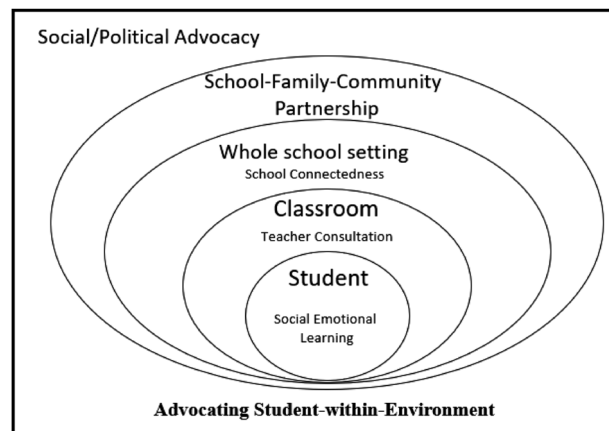 Social/Political Advocacy
School-Family-Community
Partnership
Whole school setting
School Connectedness
Classroom
Teacher Consultation
Student
Social Emotional
Learning
Advocating Student-within-Environment